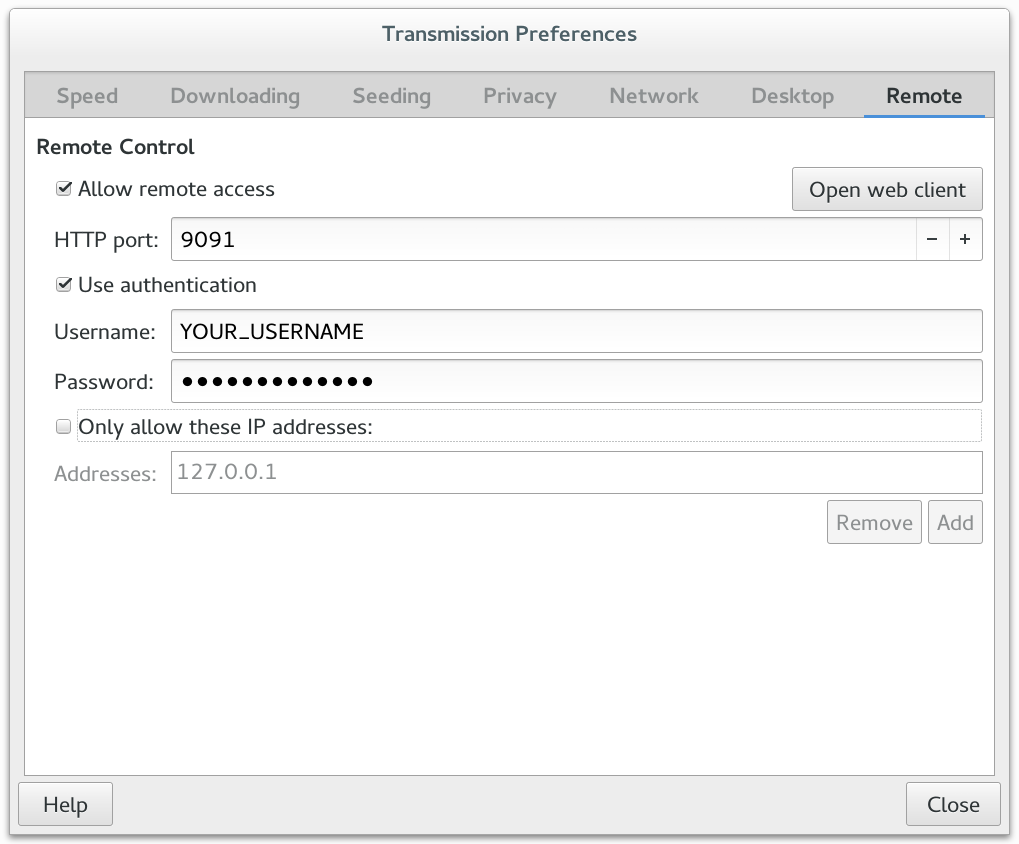 Transmission Preferences
Speed Downloading Seeding Privacy Network Desktop Remote
Remote Control
Allow remote access Open web client
HTTP port: 9091 − +
Use authentication
Username: YOUR_USERNAME
Password: •••••••••••••
Only allow these IP addresses:
Addresses: 127.0.0.1
Remove Add
Help Close